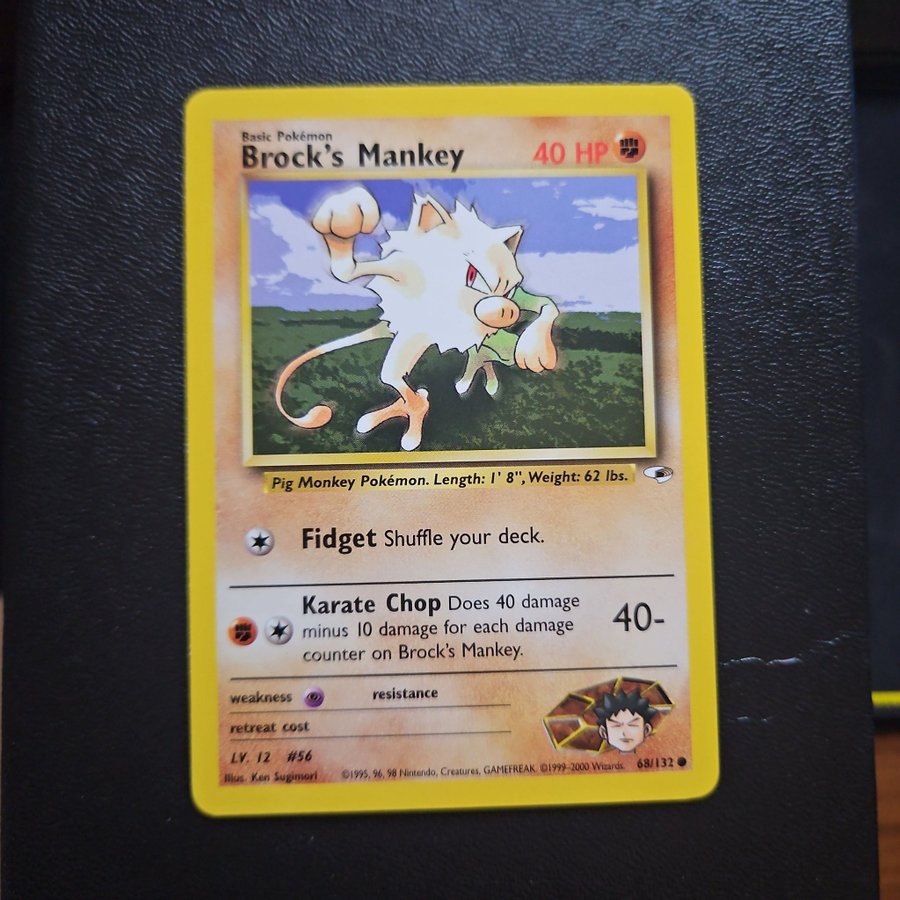 Basic Pokémon
Brock's Mankey 40 HP
Pig Monkey Pokémon. Length: 1' 8", Weight: 62 lbs.
Fidget Shuffle your deck.
Karate Chop Does 40 damage
minus 10 damage for each damage
counter on Brock's Mankey.
40-
weakness resistance
retreat cost
LV. 12 #56
Illus. Ken Sugimori ©1995, 96, 98 Nintendo, Creatures, GAMEFREAK. ©1999-2000 Wizards. 68/132